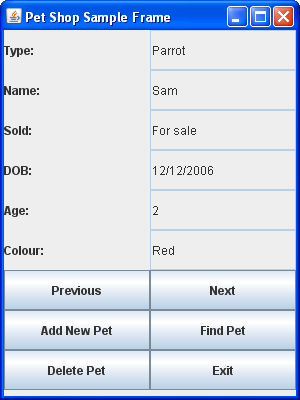 Pet Shop Sample Frame
Type: Parrot
Name: Sam
Sold: For sale
DOB: 12/12/2006
Age: 2
Colour: Red
Previous Next
Add New Pet Find Pet
Delete Pet Exit